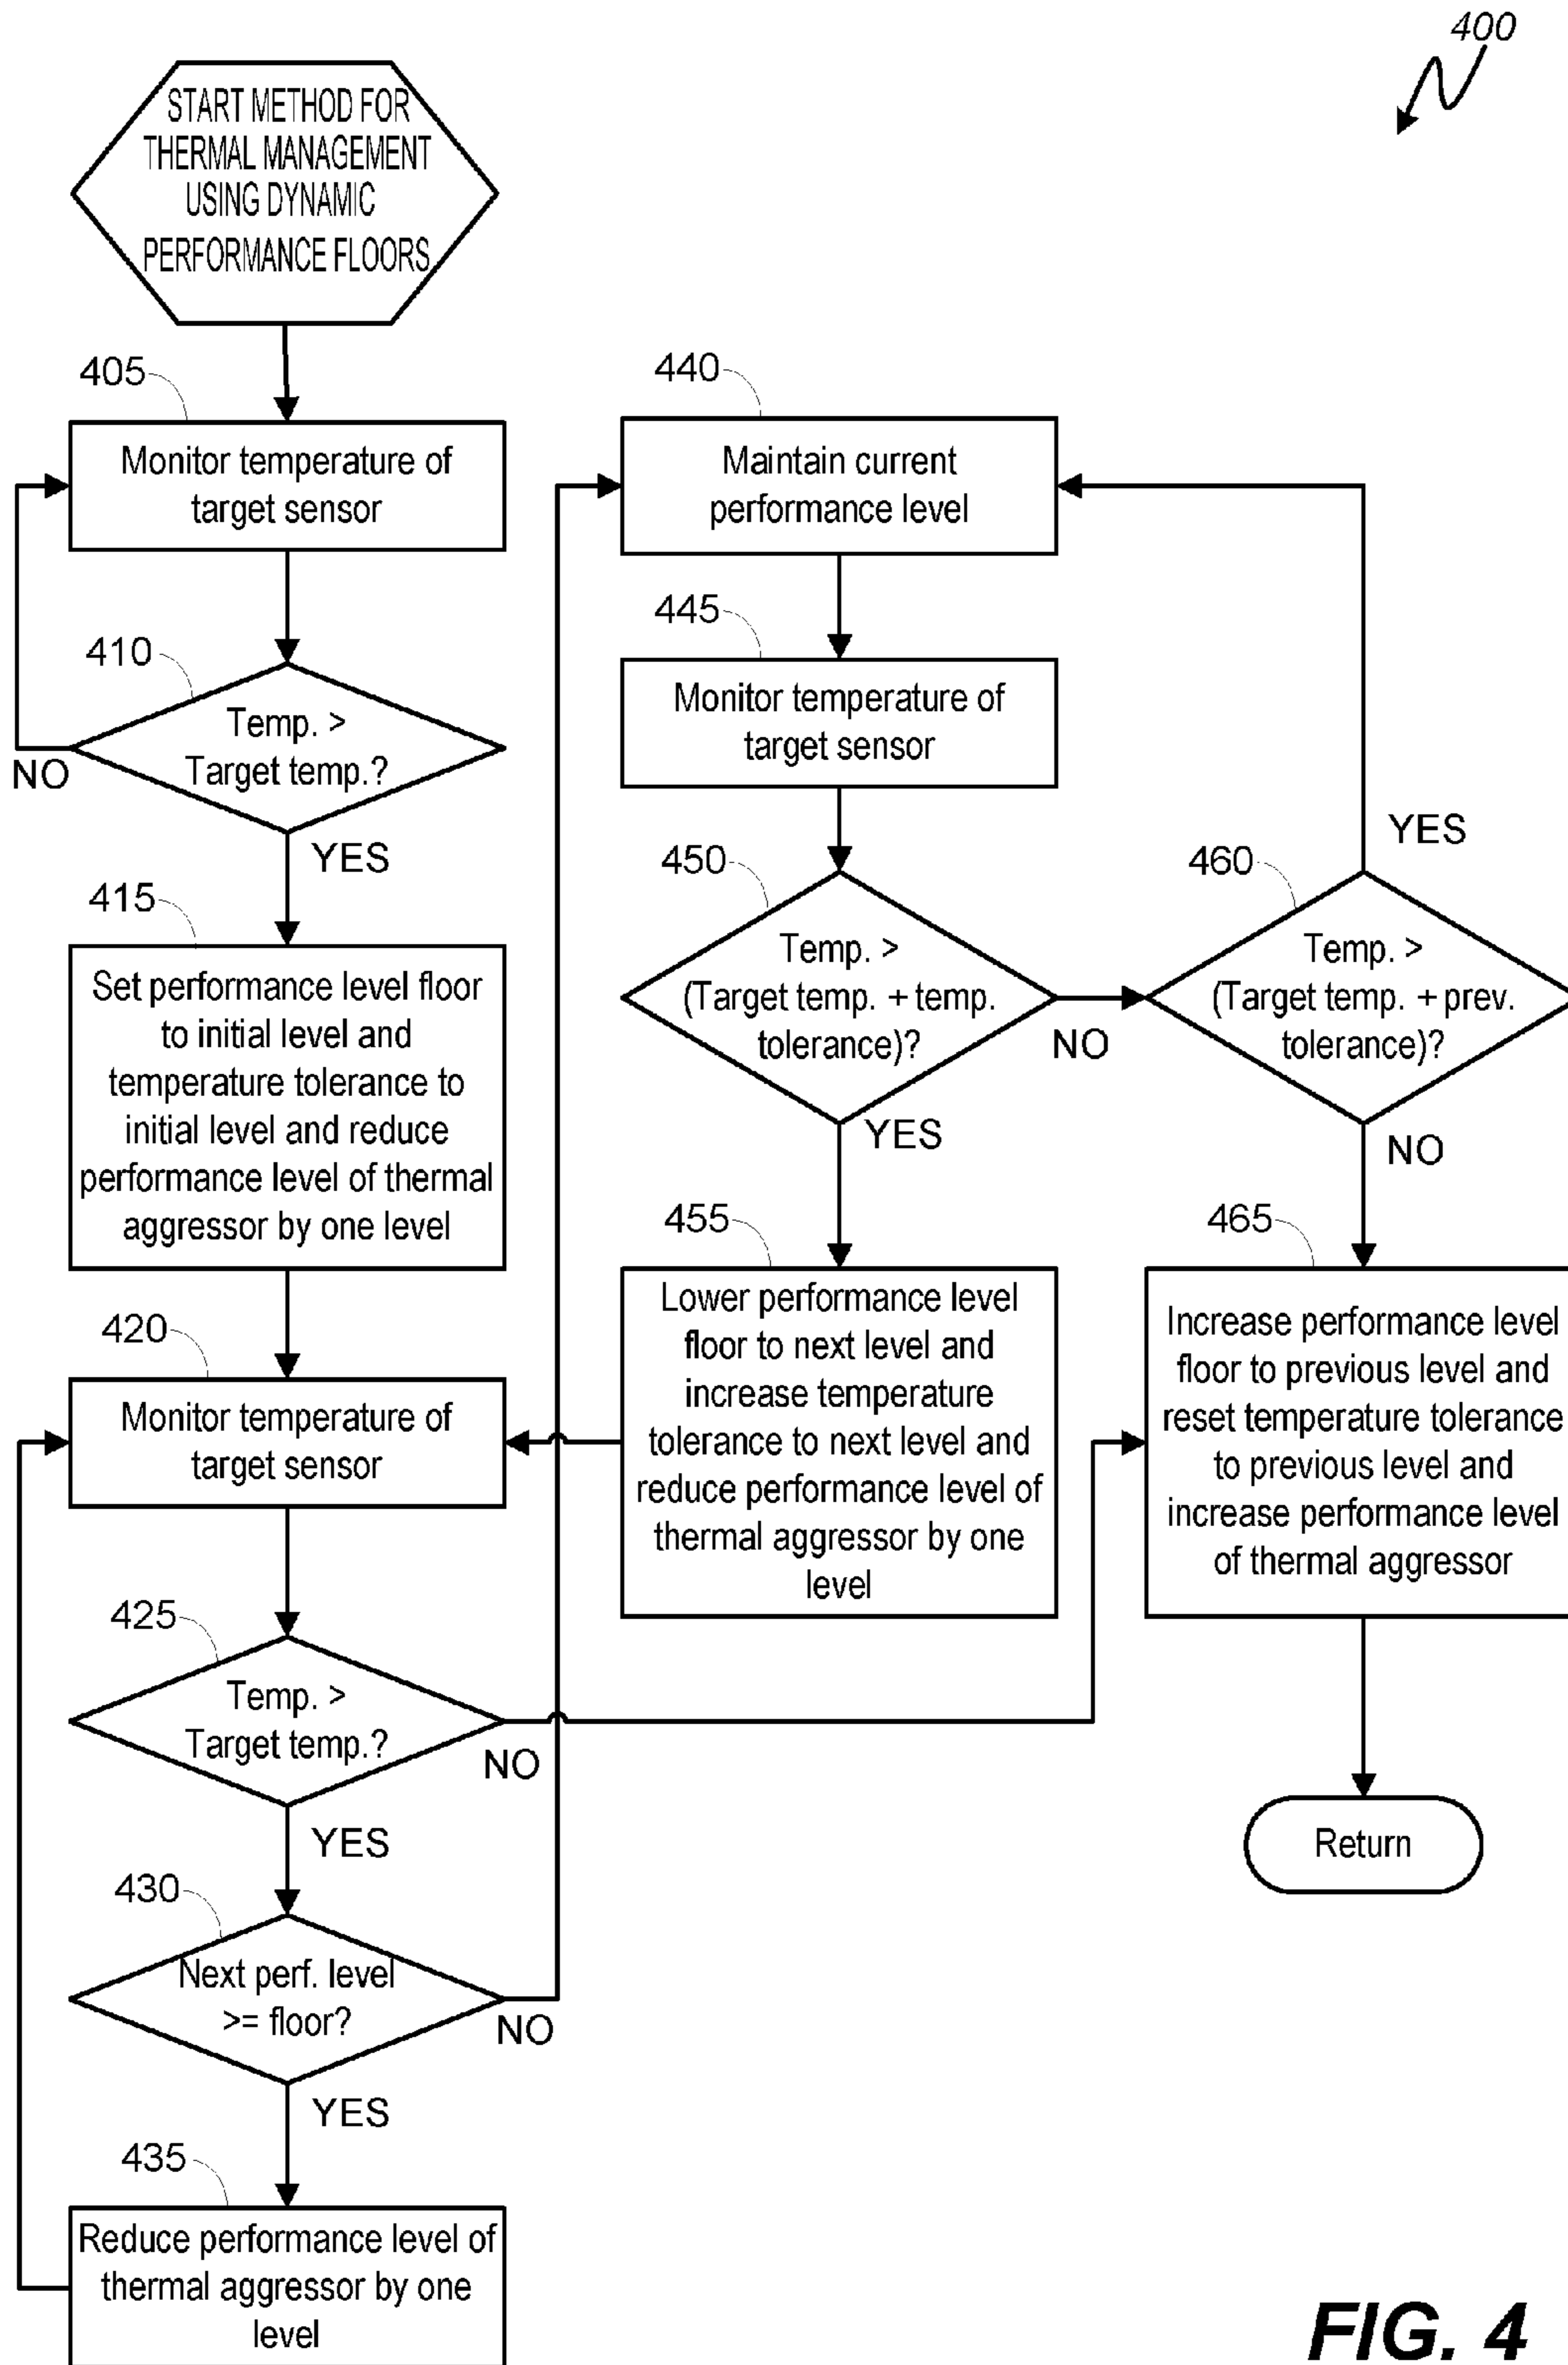 400
START METHOD FOR
THERMAL MANAGEMENT
USING DYNAMIC
PERFORMANCE FLOORS
405
Monitor temperature of
target sensor
410
Temp. >
Target temp.?
NO
YES
415
Set performance level floor
to initial level and
temperature tolerance to
initial level and reduce
performance level of thermal
aggressor by one level
420
Monitor temperature of
target sensor
425
Temp. >
Target temp.?
NO
YES
430
Next perf. level
>= floor?
NO
YES
435
Reduce performance level of
thermal aggressor by one
level
440
Maintain current
performance level
445
Monitor temperature of
target sensor
450
Temp. >
(Target temp. + temp.
tolerance)?
NO
YES
455
Lower performance level
floor to next level and
increase temperature
tolerance to next level and
reduce performance level of
thermal aggressor by one
level
460
Temp. >
(Target temp. + prev.
tolerance)?
YES
NO
465
Increase performance level
floor to previous level and
reset temperature tolerance
to previous level and
increase performance level
of thermal aggressor
Return
FIG. 4